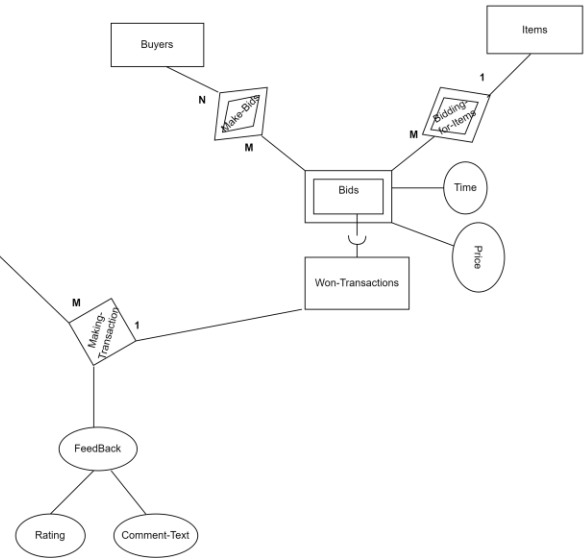 Items
Buyers
1
N
Make-Bids
Bidding-
for-Items
M
M
Bids
Time
Price
Won-Transactions
M
1
Making-
Transaction
FeedBack
Rating
Comment-Text